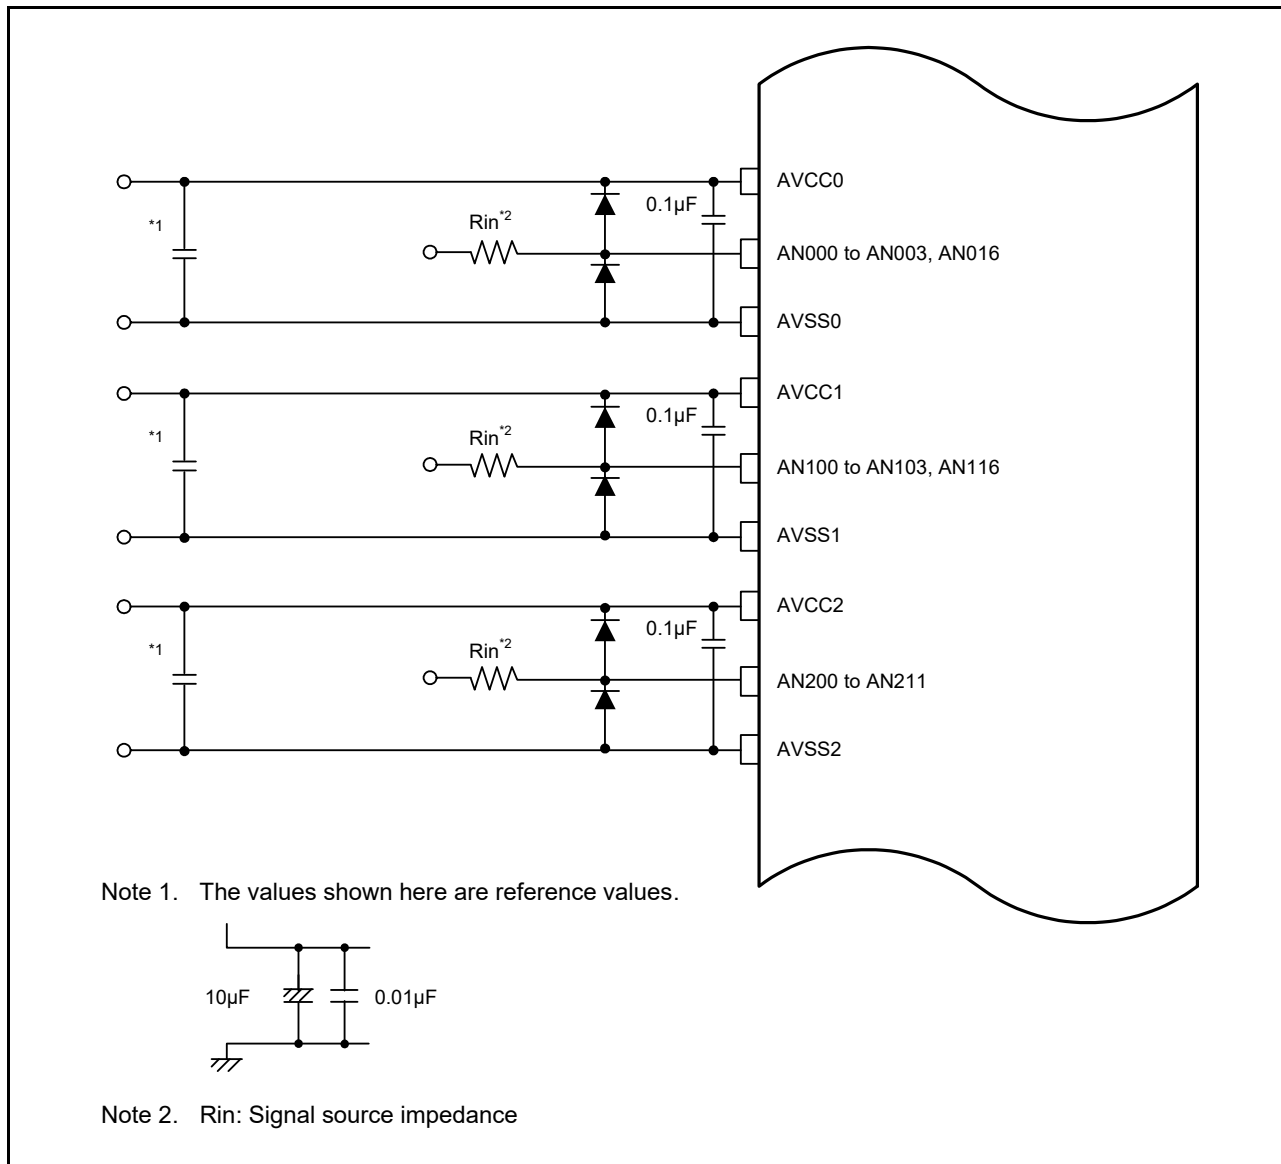 AVCC0
*1
0.1µF
Rin*2
AN000 to AN003, AN016
AVSS0
AVCC1
*1
0.1µF
Rin*2
AN100 to AN103, AN116
AVSS1
AVCC2
*1
0.1µF
Rin*2
AN200 to AN211
AVSS2
Note 1. The values shown here are reference values.
10µF
0.01µF
Note 2. Rin: Signal source impedance